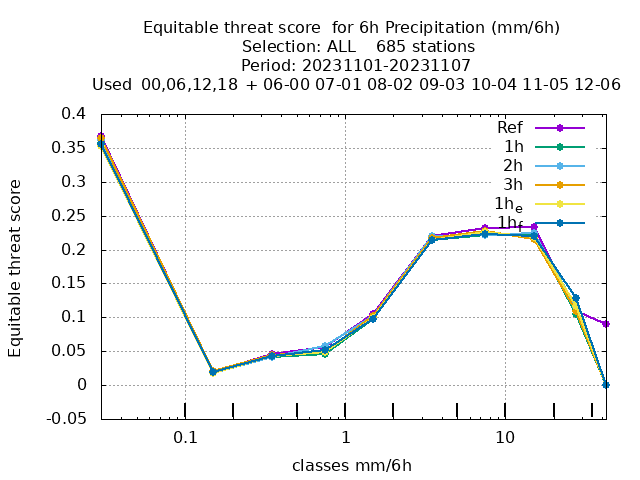 Equitable threat score  for 6h Precipitation (mm/6h)
Selection: ALL    685 stations
Period: 20231101-20231107
Used  00,06,12,18  + 06-00 07-01 08-02 09-03 10-04 11-05 12-06
Equitable threat score
0.4
0.35
0.3
0.25
0.2
0.15
0.1
0.05
0
-0.05
Ref
1h
2h
3h
1he
1hf
0.1
1
10
classes mm/6h